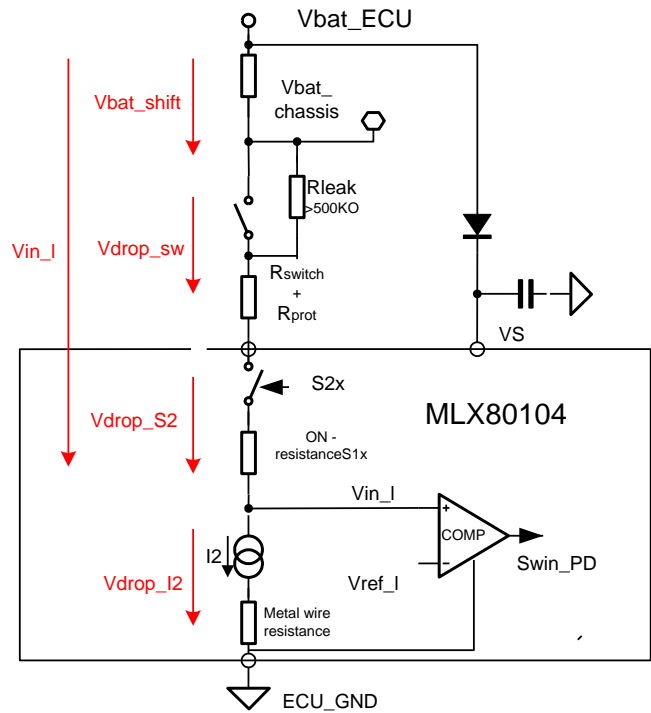 Vbat_ECU
Vbat_shift
Vbat_
chassis
Rleak
>500KO
Vin_I
Vdrop_sw
Rswitch
+
Rprot
VS
S2x
MLX80104
Vdrop_S2
ON -
resistanceS1x
Vin_I
+
COMP
−
Swin_PD
I2
Vref_I
Vdrop_I2
Metal wire
resistance
ECU_GND